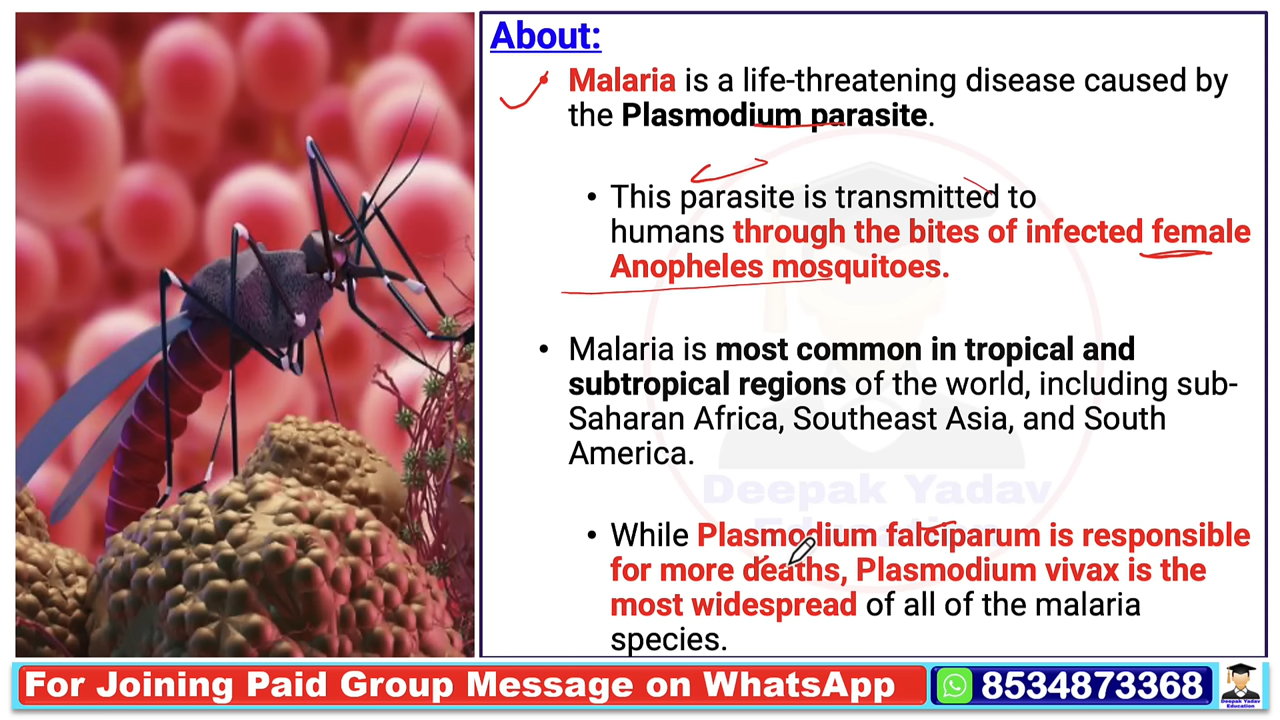 About:
• Malaria is a life-threatening disease caused by
the Plasmodium parasite.
• This parasite is transmitted to
humans through the bites of infected female
Anopheles mosquitoes.
• Malaria is most common in tropical and
subtropical regions of the world, including sub-
Saharan Africa, Southeast Asia, and South
America.
Deepak Yadav
Education
• While Plasmodium falciparum is responsible
for more deaths, Plasmodium vivax is the
most widespread of all of the malaria
species.
For Joining Paid Group Message on WhatsApp
8534873368
Deepak Yadav
Education